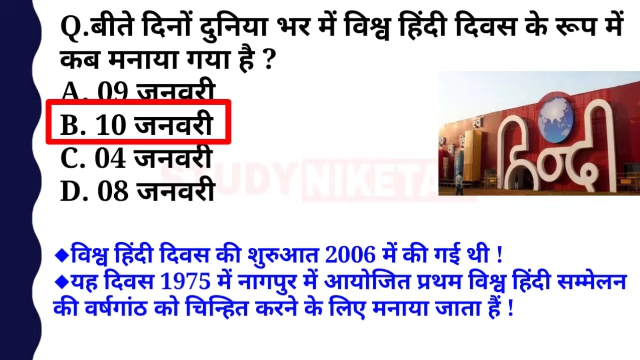 Q.बीते दिनों दुनिया भर में विश्व हिंदी दिवस के रूप में
कब मनाया गया है ?
A. 09 जनवरी
B. 10 जनवरी
C. 04 जनवरी
D. 08 जनवरी
हिन्दी
STUDY NIKETA
◆विश्व हिंदी दिवस की शुरुआत 2006 में की गई थी !
◆यह दिवस 1975 में नागपुर में आयोजित प्रथम विश्व हिंदी सम्मेलन
की वर्षगांठ को चिन्हित करने के लिए मनाया जाता हैं !